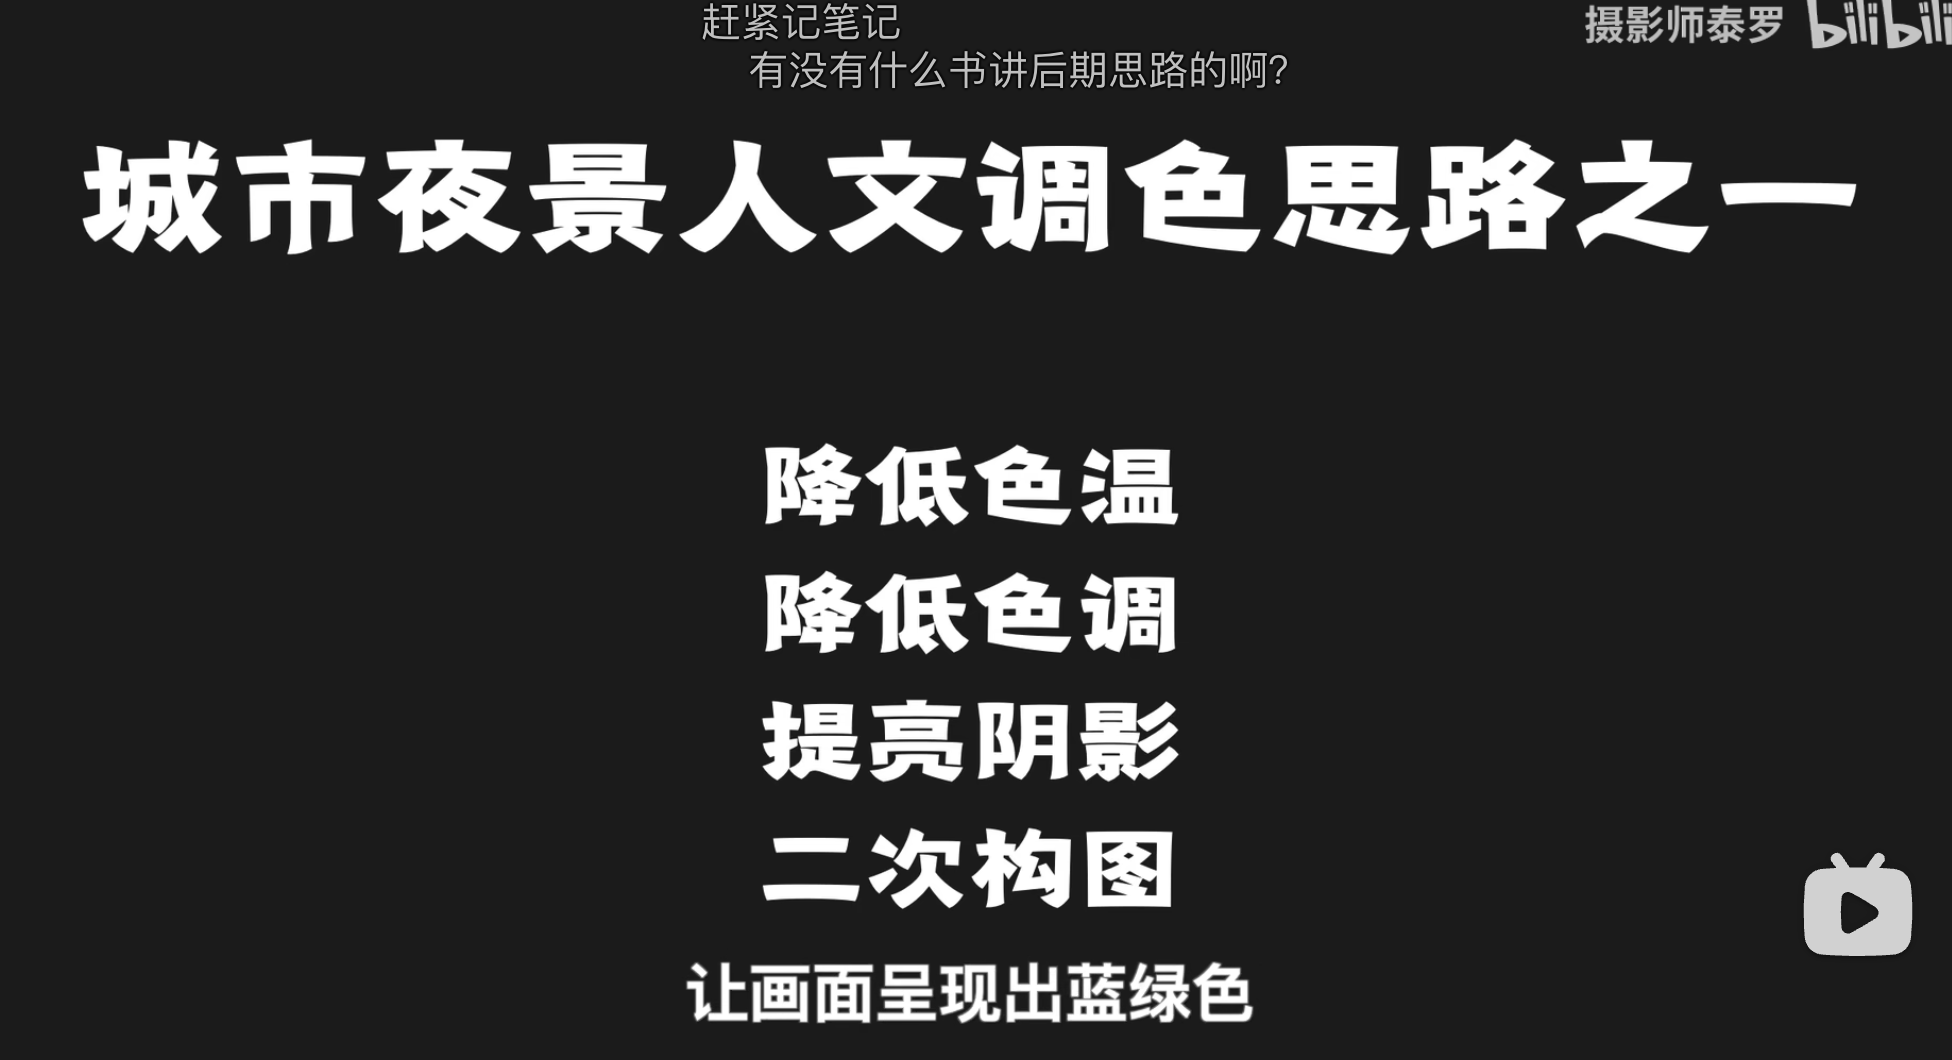 赶紧记笔记
摄影师泰罗 bilibili
有没有什么书讲后期思路的啊?
城市夜景人文调色思路之一
降低色温
降低色调
提亮阴影
二次构图
让画面呈现出蓝绿色